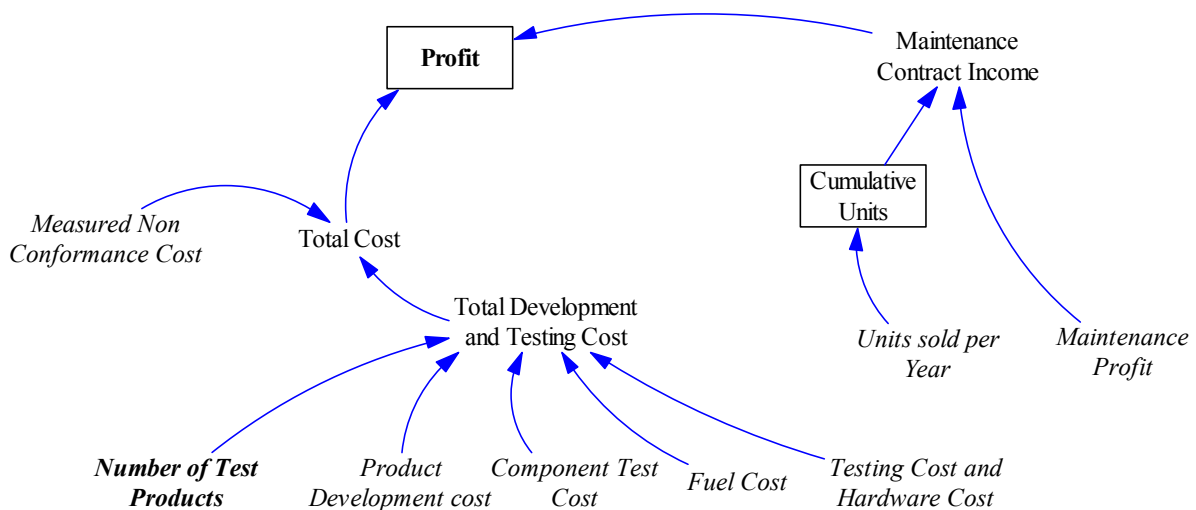 Profit
Maintenance
Contract Income
Cumulative
Units
Measured Non
Conformance Cost
Total Cost
Total Development
and Testing Cost
Units sold per
Year
Maintenance
Profit
Number of Test
Products
Product
Development cost
Component Test
Cost
Fuel Cost
Testing Cost and
Hardware Cost